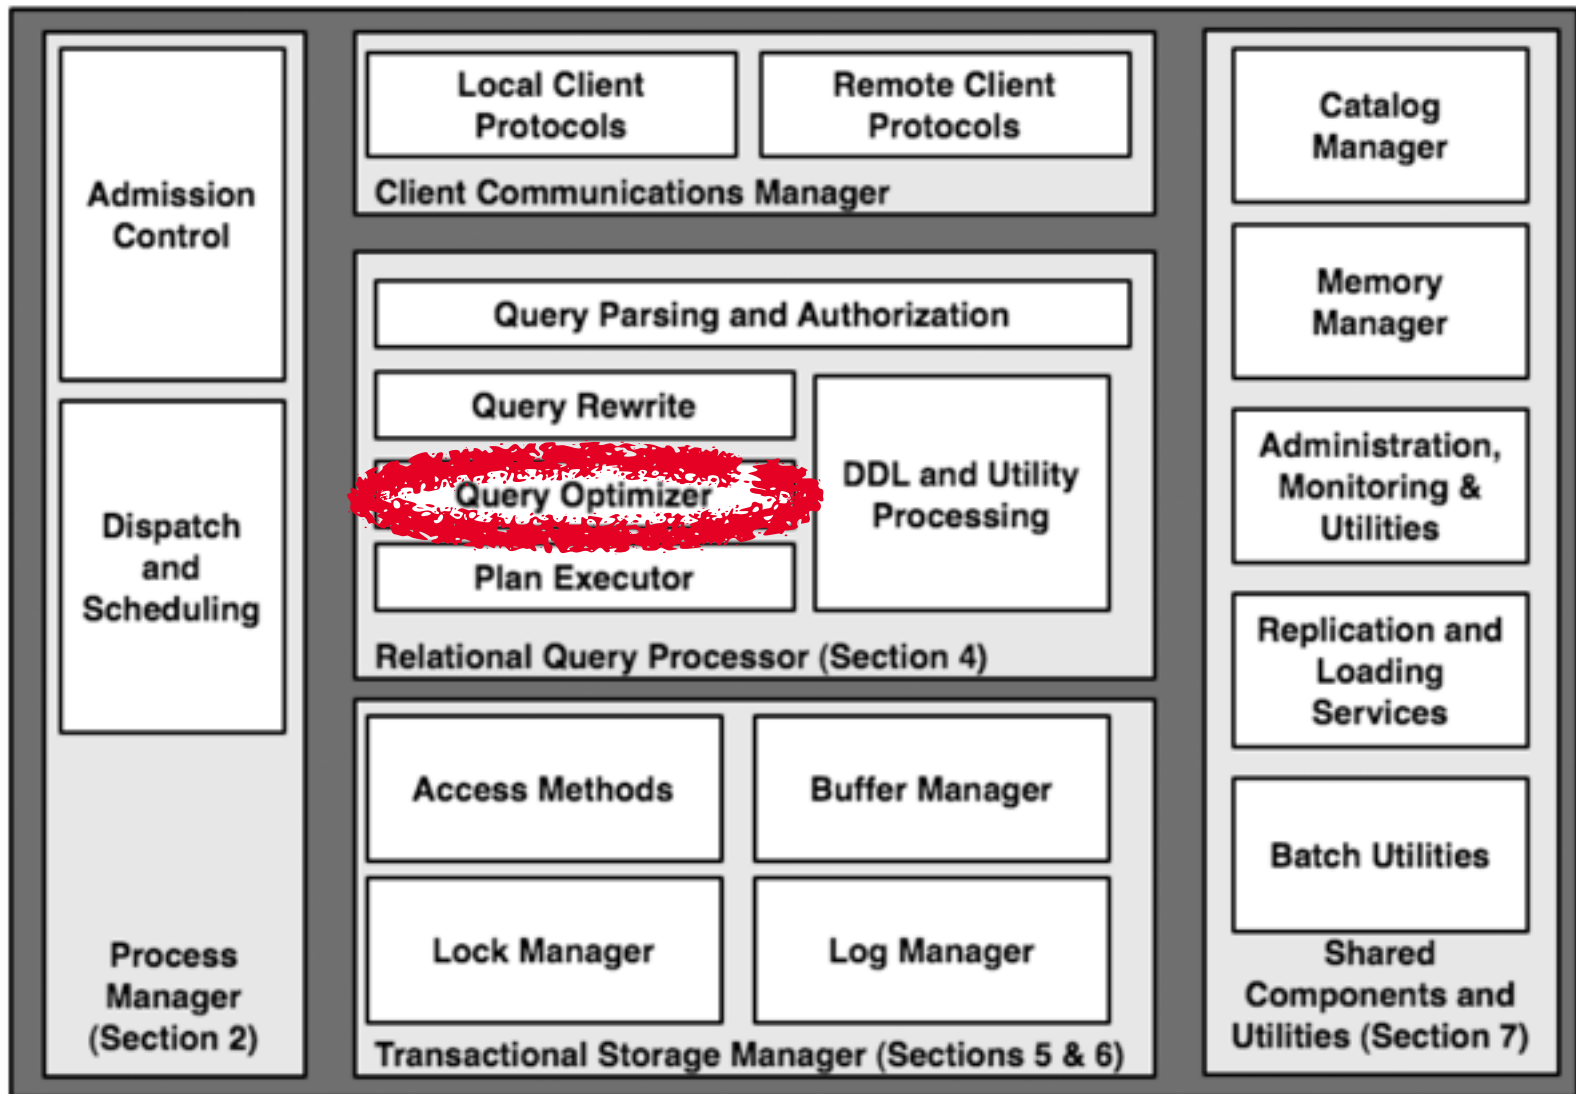 Admission
Control
Dispatch
and
Scheduling
Process
Manager
(Section 2)
Local Client
Protocols
Remote Client
Protocols
Client Communications Manager
Query Parsing and Authorization
Query Rewrite
Query Optimizer
Plan Executor
DDL and Utility
Processing
Relational Query Processor (Section 4)
Access Methods
Buffer Manager
Lock Manager
Log Manager
Transactional Storage Manager (Sections 5 & 6)
Catalog
Manager
Memory
Manager
Administration,
Monitoring &
Utilities
Replication and
Loading
Services
Batch Utilities
Shared
Components and
Utilities (Section 7)